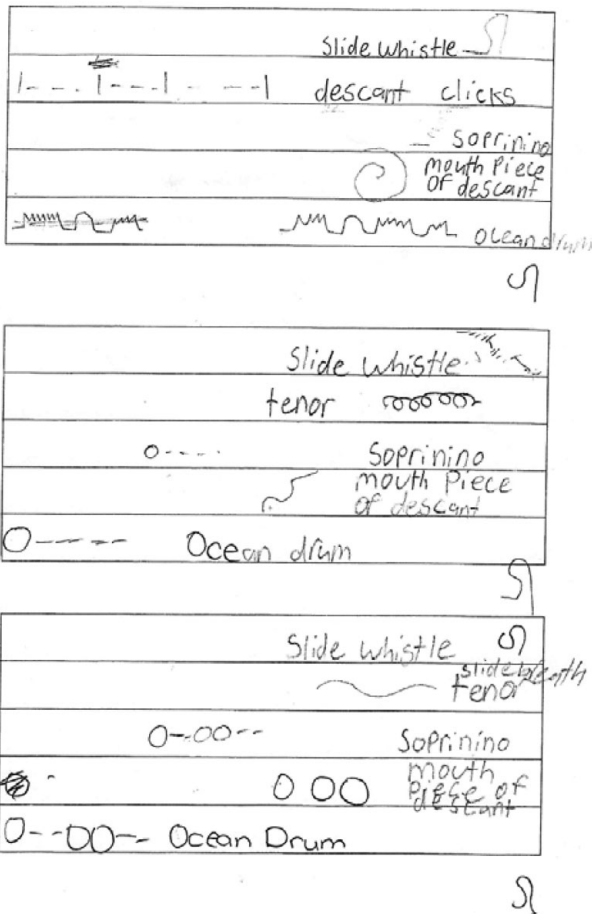 slide whistle
descant clicks
Soprinino
mouth Piece
of descant
ocean drum
Slide whistle
tenor
Soprinino
mouth Piece
of descant
Ocean drum
Slide whistle
tenor
Soprinino
mouth
piece of
descant
Ocean Drum